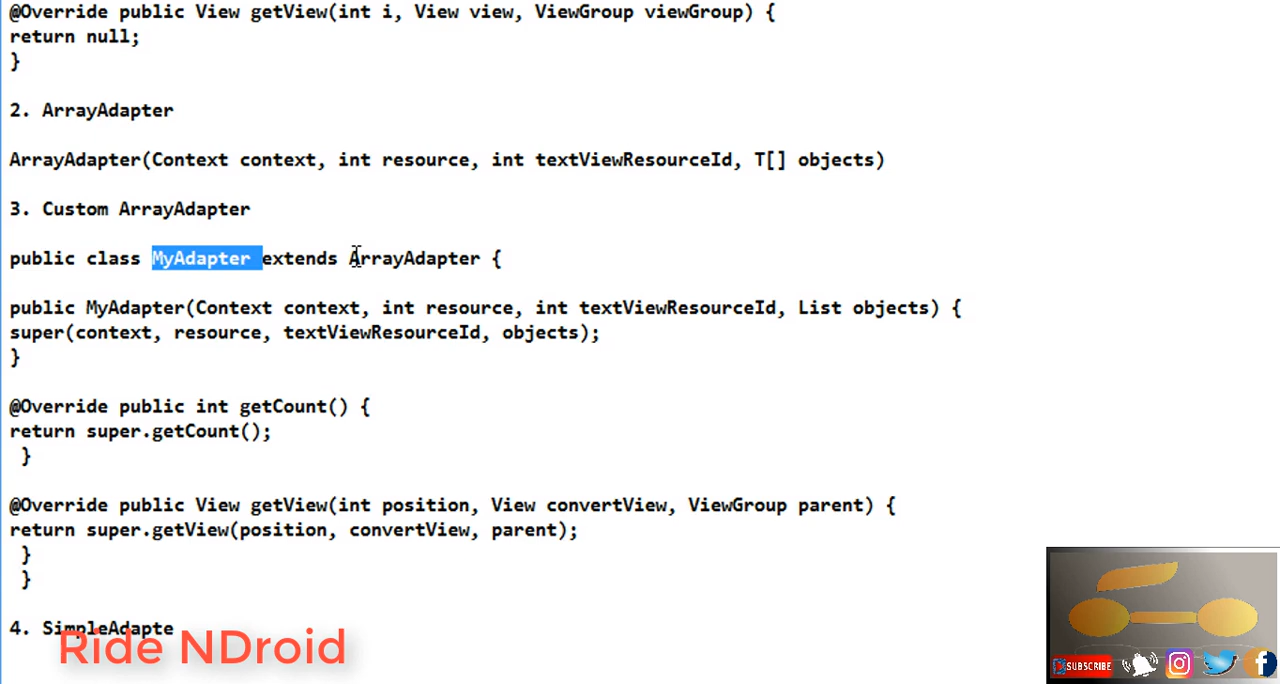 @Override public View getView(int i, View view, ViewGroup viewGroup) {
return null;
}
2. ArrayAdapter
ArrayAdapter(Context context, int resource, int textViewResourceId, T[] objects)
3. Custom ArrayAdapter
public class MyAdapter extends ArrayAdapter {
public MyAdapter(Context context, int resource, int textViewResourceId, List objects) {
super(context, resource, textViewResourceId, objects);
}
@Override public int getCount() {
return super.getCount();
}
@Override public View getView(int position, View convertView, ViewGroup parent) {
return super.getView(position, convertView, parent);
}
}
4. SimpleAdapte
Ride NDroid
SUBSCRIBE